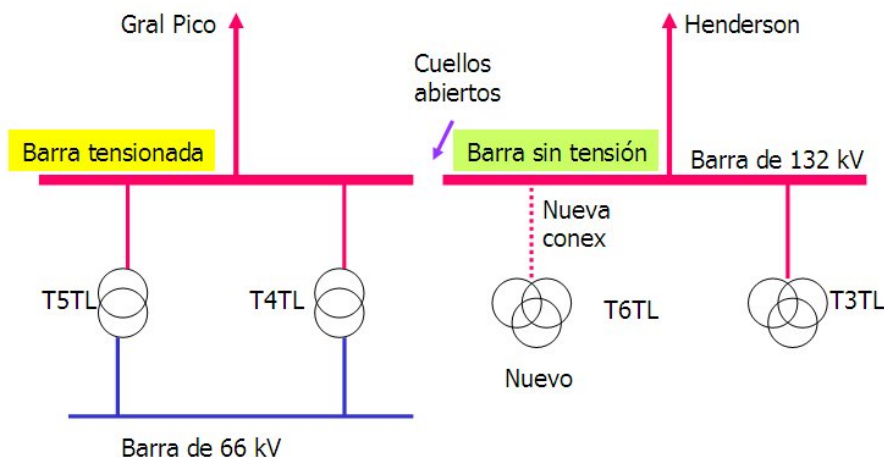 Gral Pico
Henderson
Cuellos
abiertos
Barra tensionada
Barra sin tensión
Barra de 132 kV
Nueva
conex
T5TL
T4TL
T6TL
T3TL
Nuevo
Barra de 66 kV